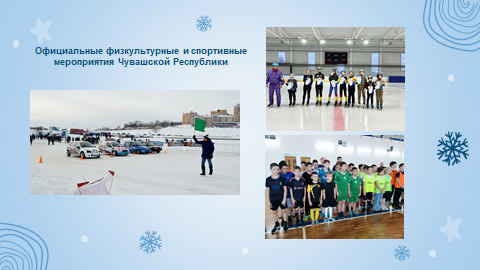 Официальные физкультурные и спортивные
мероприятия Чувашской Республики